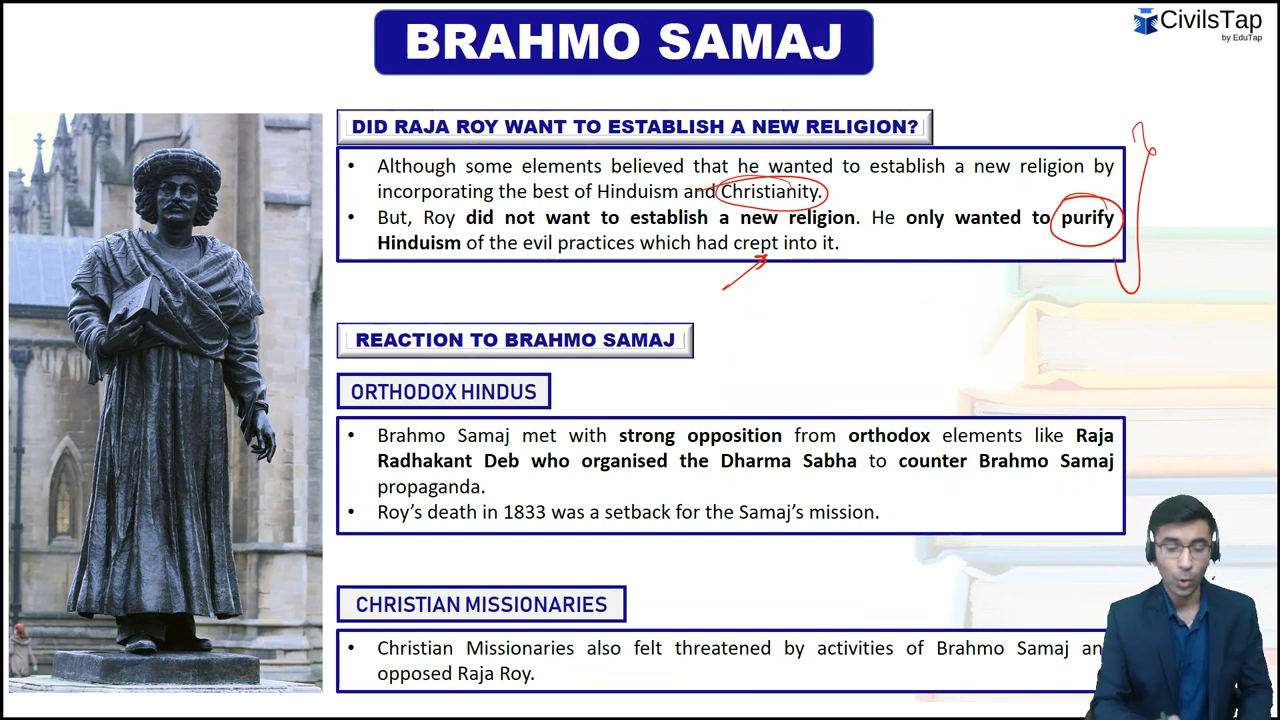 BRAHMO SAMAJ
CivilsTap
by EduTap
DID RAJA ROY WANT TO ESTABLISH A NEW RELIGION?
• Although some elements believed that he wanted to establish a new religion by
incorporating the best of Hinduism and Christianity.
• But, Roy did not want to establish a new religion. He only wanted to purify
Hinduism of the evil practices which had crept into it.
REACTION TO BRAHMO SAMAJ
ORTHODOX HINDUS
• Brahmo Samaj met with strong opposition from orthodox elements like Raja
Radhakant Deb who organised the Dharma Sabha to counter Brahmo Samaj
propaganda.
• Roy's death in 1833 was a setback for the Samaj's mission.
CHRISTIAN MISSIONARIES
• Christian Missionaries also felt threatened by activities of Brahmo Samaj an
opposed Raja Roy.